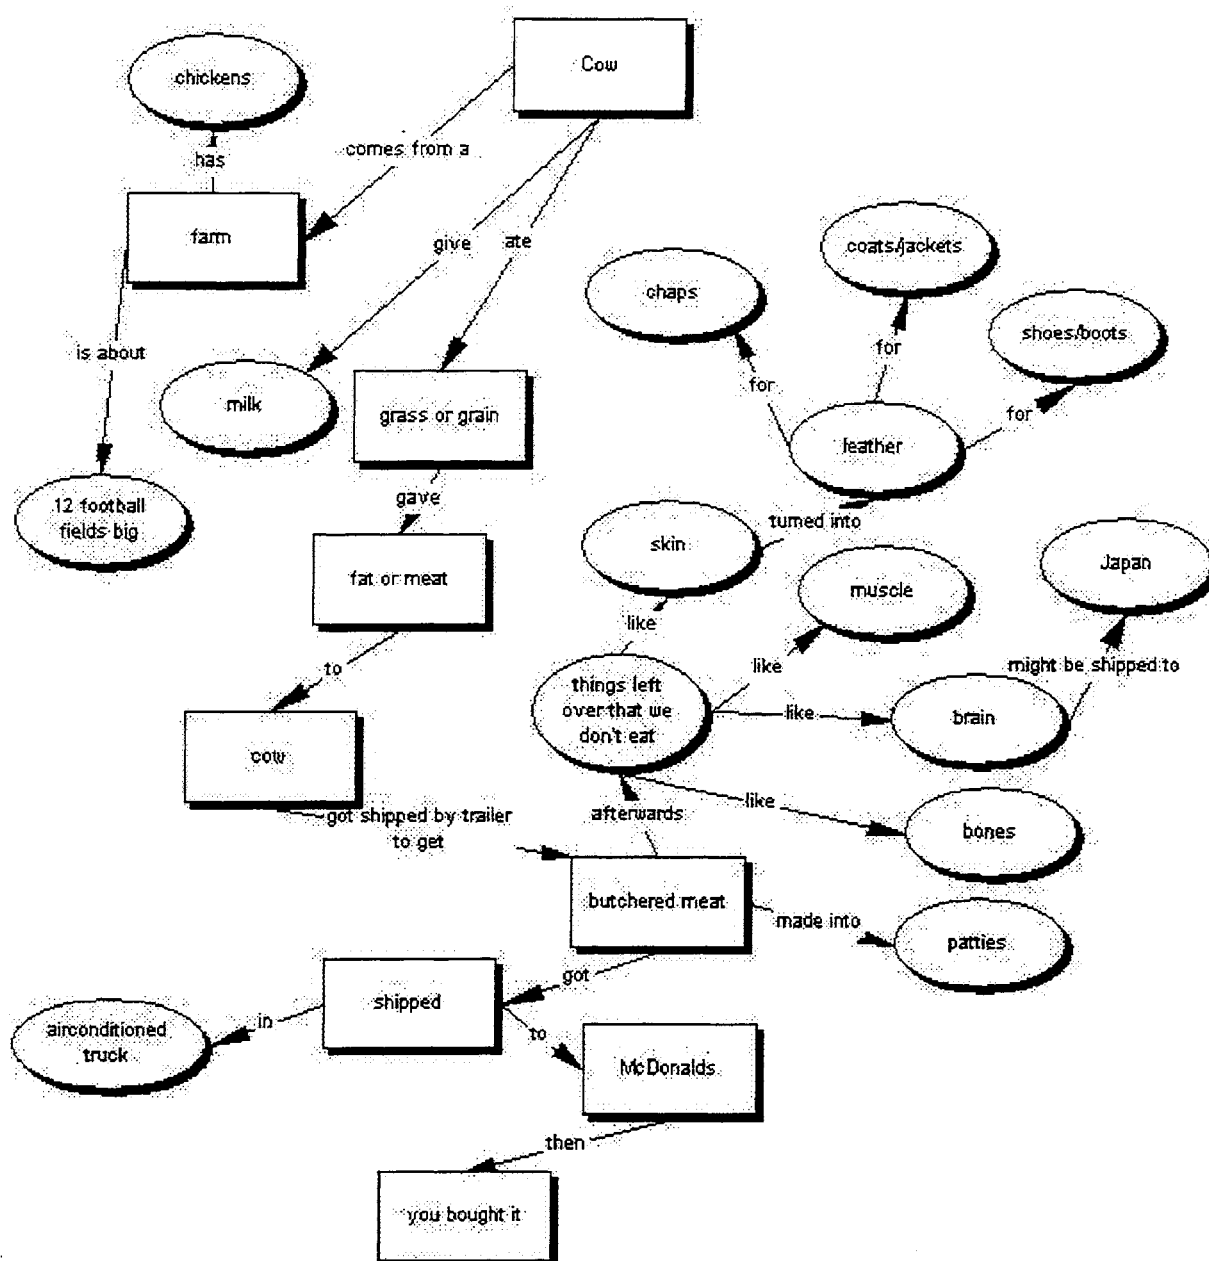 Cow
chickens
has
comes from a
farm
give
ate
coats/jackets
chaps
shoes/boots
is about
for
for
for
milk
grass or grain
leather
gave
12 football
fields big
turned into
skin
Japan
fat or meat
muscle
like
might be shipped to
to
like
things left
over that we
don't eat
like
brain
cow
like
got shipped by trailer
to get
afterwards
bones
butchered meat
made into
patties
got
shipped
in
to
airconditioned
truck
McDonalds
then
you bought it